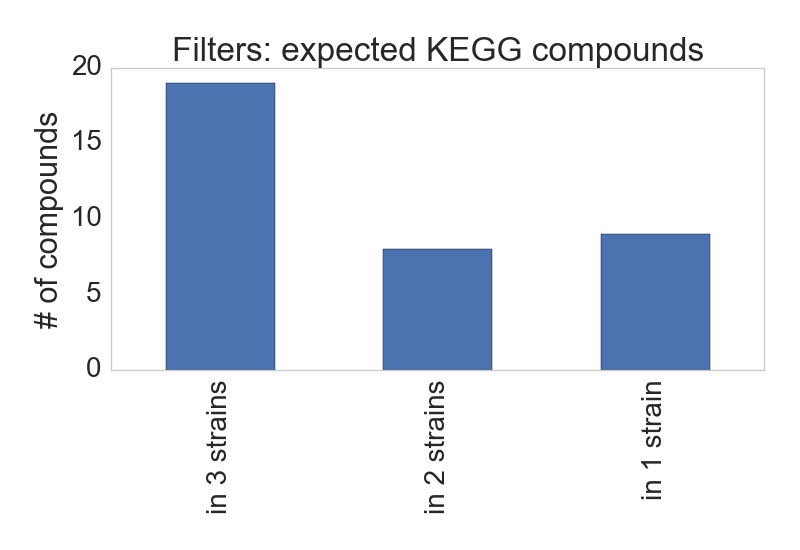 Filters: expected KEGG compounds
# of compounds
20
15
10
5
0
in 3 strains
in 2 strains
in 1 strain